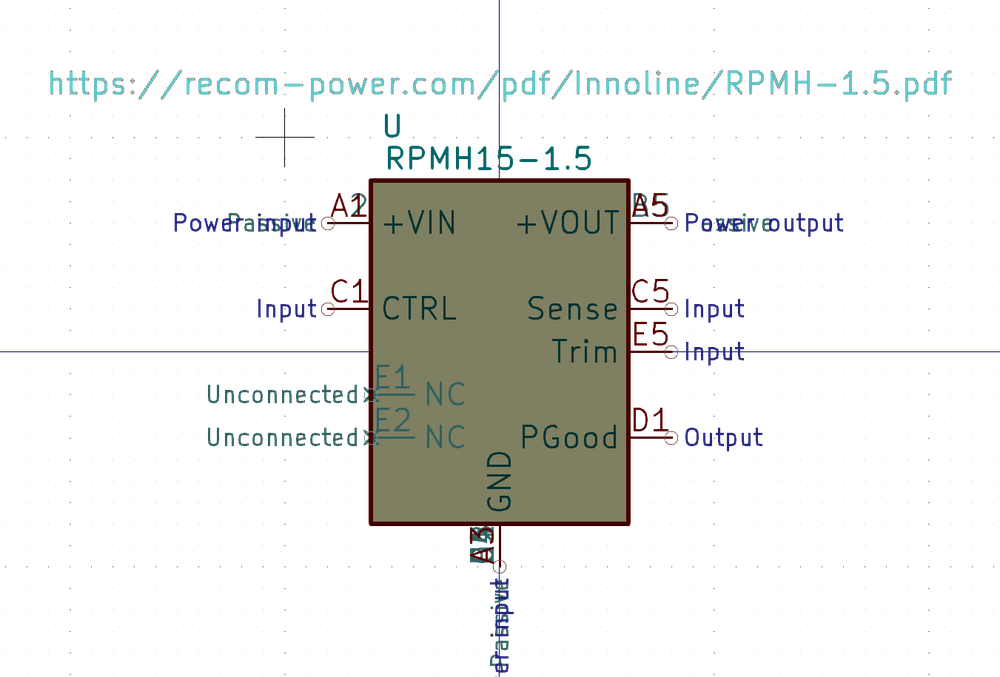 https://recom-power.com/pdf/Innoline/RPMH-1.5.pdf
U
RPMH15-1.5
Power input A1 +VIN +VOUT A5 Power output
Input C1 CTRL Sense C5 Input
Trim E5 Input
Unconnected E1 NC
Unconnected E2 NC PGood D1 Output
GND
A3
input